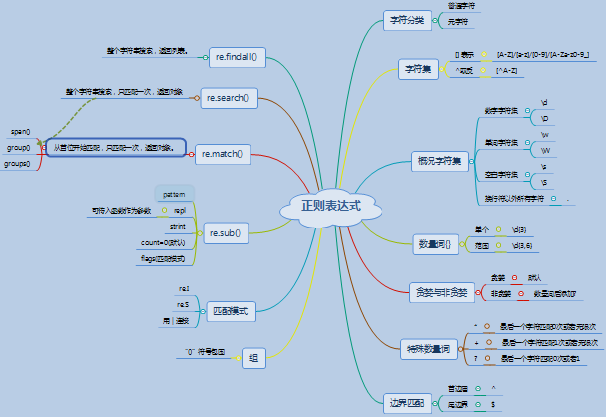 正则表达式
re.findall()
整个字符串搜索，返回列表。
re.search()
整个字符串搜索，只匹配一次，返回对象
re.match()
从首位开始匹配，只匹配一次，返回对象。
span()
group()
groups()
re.sub()
pattern
repl
可传入函数作为参数
strint
count=0(默认)
flags(匹配模式)
匹配模式
re.I
re.S
用 | 连接
组
"()" 符号包围
字符分类
普通字符
元字符
字符集
[] 表示
[A-Z]/[a-z]/[0-9]/[A-Za-z0-9_]
^取反
[^A-Z]
概况字符集
数字字符集
\d
\D
单词字符集
\w
\W
空白字符集
\s
\S
换行符以外所有字符
.
数量词{}
单个
\d{3}
范围
\d{3,6}
贪婪与非贪婪
贪婪
默认
非贪婪
数量词后添加?
特殊数量词
*
最后一个字符匹配0次或者无限次
+
最后一个字符匹配1次或者无限次
?
最后一个字符匹配0次或者1
边界匹配
首边届
^
尾边界
$